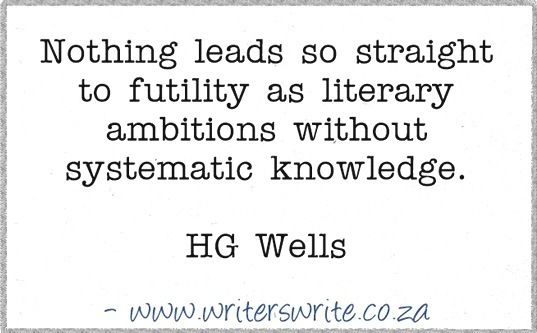 Nothing leads so straight
to futility as literary
ambitions without
systematic knowledge.
HG Wells
- www.writerswrite.co.za